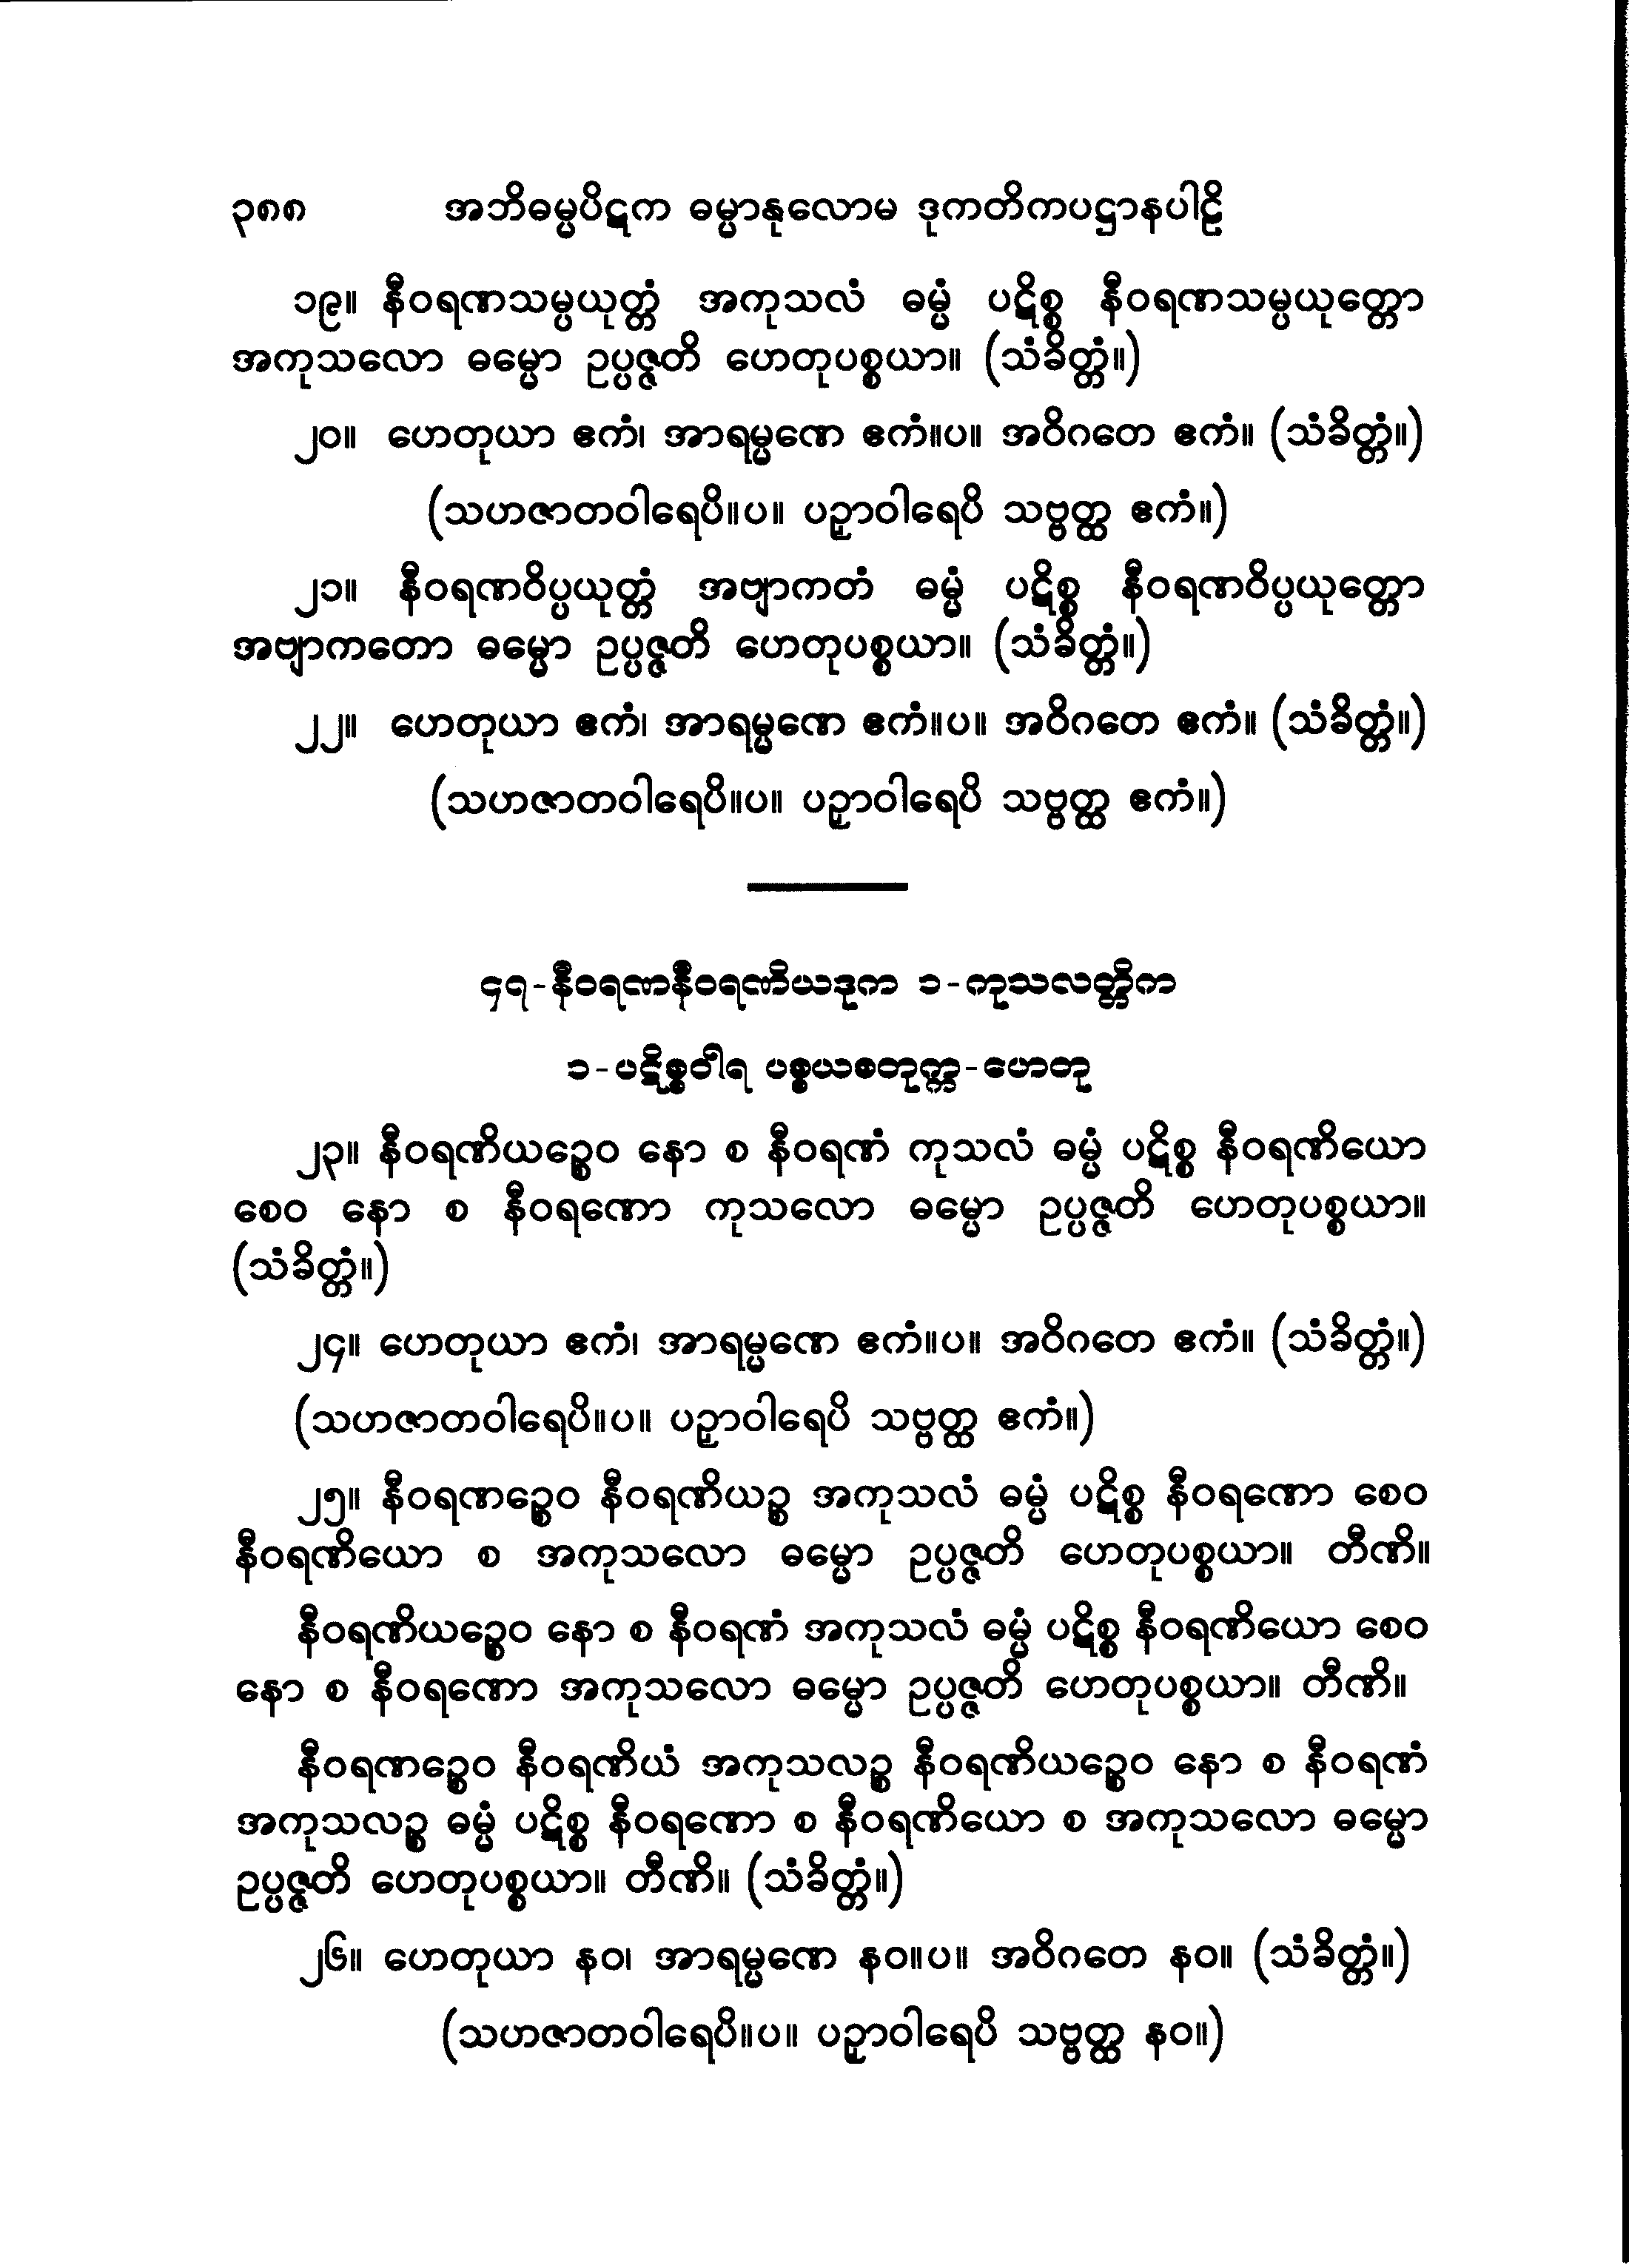 ၃၈၈ အဘိဓမ္မပိဋက ဓမ္မာနုလောမ ဒုကတိကပဋ္ဌာနပါဠိ
၁၉။ နီဝရဏသမ္ပယုတ္တံ အကုသလံ ဓမ္မံ ပဋိစ္စ နီဝရဏသမ္ပယုတ္တော
အကုသလော ဓမ္မော ဥပ္ပဇ္ဇတိ ဟေတုပစ္စယာ။ (သံခိတ္တံ။)
၂၀။ ဟေတုယာ ဧကံ၊ အာရမ္မဏေ ဧကံ။ပ။ အဝိဂတေ ဧကံ။ (သံခိတ္တံ။)
(သဟဇာတဝါရေပိ။ပ။ ပဉှာဝါရေပိ သဗ္ဗတ္ထ ဧကံ။)
၂၁။ နီဝရဏဝိပ္ပယုတ္တံ အဗျာကတံ ဓမ္မံ ပဋိစ္စ နီဝရဏဝိပ္ပယုတ္တော
အဗျာကတော ဓမ္မော ဥပ္ပဇ္ဇတိ ဟေတုပစ္စယာ။ (သံခိတ္တံ။)
၂၂။ ဟေတုယာ ဧကံ၊ အာရမ္မဏေ ဧကံ။ပ။ အဝိဂတေ ဧကံ။ (သံခိတ္တံ။)
(သဟဇာတဝါရေပိ။ပ။ ပဉှာဝါရေပိ သဗ္ဗတ္ထ ဧကံ။)
၄၅-နီဝရဏနီဝရဏိယဒုက ၁-ကုသလတ္တိက
၁-ပဋိစ္စဝါရ ပစ္စယစတုက္က-ဟေတု
၂၃။ နီဝရဏိယဉ္စေဝ နော စ နီဝရဏံ ကုသလံ ဓမ္မံ ပဋိစ္စ နီဝရဏိယော
စေဝ နော စ နီဝရဏော ကုသလော ဓမ္မော ဥပ္ပဇ္ဇတိ ဟေတုပစ္စယာ။
(သံခိတ္တံ။)
၂၄။ ဟေတုယာ ဧကံ၊ အာရမ္မဏေ ဧကံ။ပ။ အဝိဂတေ ဧကံ။ (သံခိတ္တံ။)
(သဟဇာတဝါရေပိ။ပ။ ပဉှာဝါရေပိ သဗ္ဗတ္ထ ဧကံ။)
၂၅။ နီဝရဏဉ္စေဝ နီဝရဏိယဉ္စ အကုသလံ ဓမ္မံ ပဋိစ္စ နီဝရဏော စေဝ
နီဝရဏိယော စ အကုသလော ဓမ္မော ဥပ္ပဇ္ဇတိ ဟေတုပစ္စယာ။ တီဏိ။
နီဝရဏိယဉ္စေဝ နော စ နီဝရဏံ အကုသလံ ဓမ္မံ ပဋိစ္စ နီဝရဏိယော စေဝ
နော စ နီဝရဏော အကုသလော ဓမ္မော ဥပ္ပဇ္ဇတိ ဟေတုပစ္စယာ။ တီဏိ။
နီဝရဏဉ္စေဝ နီဝရဏိယံ အကုသလဉ္စ နီဝရဏိယဉ္စေဝ နော စ နီဝရဏံ
အကုသလဉ္စ ဓမ္မံ ပဋိစ္စ နီဝရဏော စ နီဝရဏိယော စ အကုသလော ဓမ္မော
ဥပ္ပဇ္ဇတိ ဟေတုပစ္စယာ။ တီဏိ။ (သံခိတ္တံ။)
၂၆။ ဟေတုယာ နဝ၊ အာရမ္မဏေ နဝ။ပ။ အဝိဂတေ နဝ။ (သံခိတ္တံ။)
(သဟဇာတဝါရေပိ။ပ။ ပဉှာဝါရေပိ သဗ္ဗတ္ထ နဝ။)